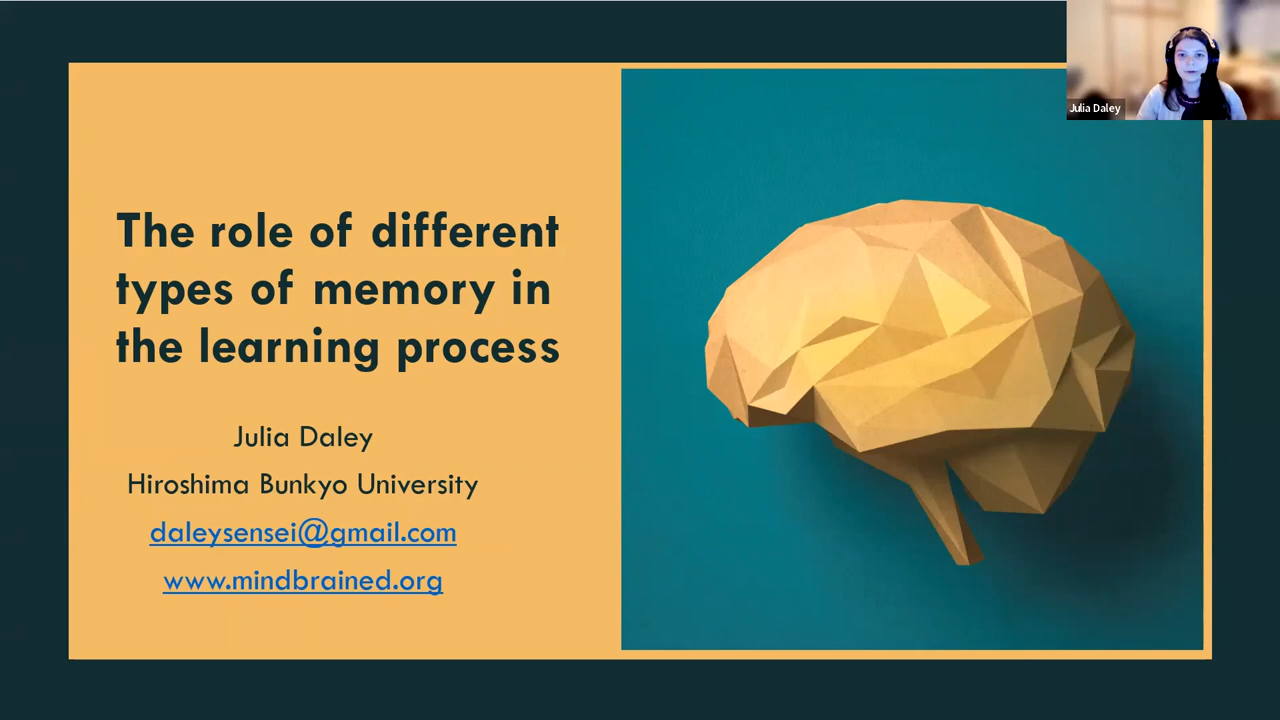 The role of different
types of memory in
the learning process
Julia Daley
Hiroshima Bunkyo University
daleysensei@gmail.com
www.mindbrained.org
Julia Daley